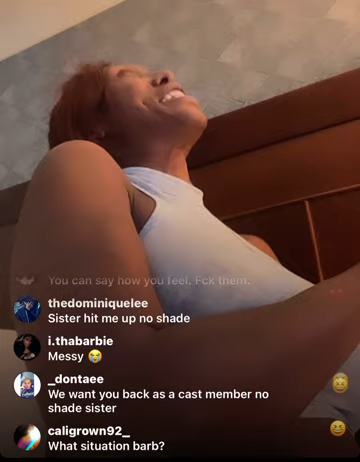 You can say how you feel. Fck them.
thedominiquelee
Sister hit me up no shade
i.thabarbie
Messy 😭
_dontaee
We want you back as a cast member no
shade sister
caligrown92_
What situation barb?